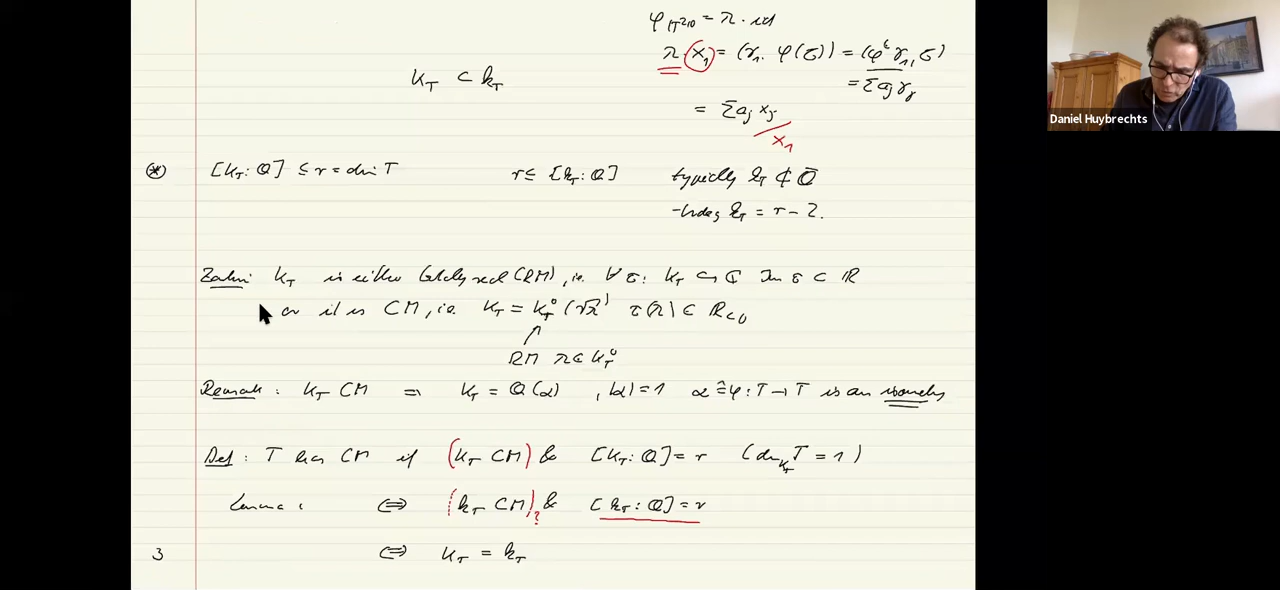 φ|T^{2,0} = λ · id
λ · x₁ = (γ₁ . φ(σ)) = (φᵗγ₁, σ)
= Σ aⱼ γⱼ
K_T ⊂ k_T
= Σ aⱼ xⱼ
x₁
Daniel Huybrechts
(*) [K_T : Q] ≤ r = dim T r ≤ [k_T : Q] typically k_T ⊄ Q̄
trdeg k_T = r - 2.
K_T is either totally real (RM), i.e. ∀ τ: K_T ↪ C Im τ ⊂ R
or it is CM, i.e. K_T = K_T⁰(√λ) τ(λ) ⊂ R<0
RM λ ∈ K_T⁰
Remark: K_T CM ⇒ K_T = Q(α), |α| = 1 α ≙ φ: T → T is an isometry
Def: T has CM if (K_T CM) & [K_T : Q] = r (dim_{K_T} T = 1)
Lemma: ⇔ (k_T CM)? & [k_T : Q] = r
3 ⇔ K_T = k_T